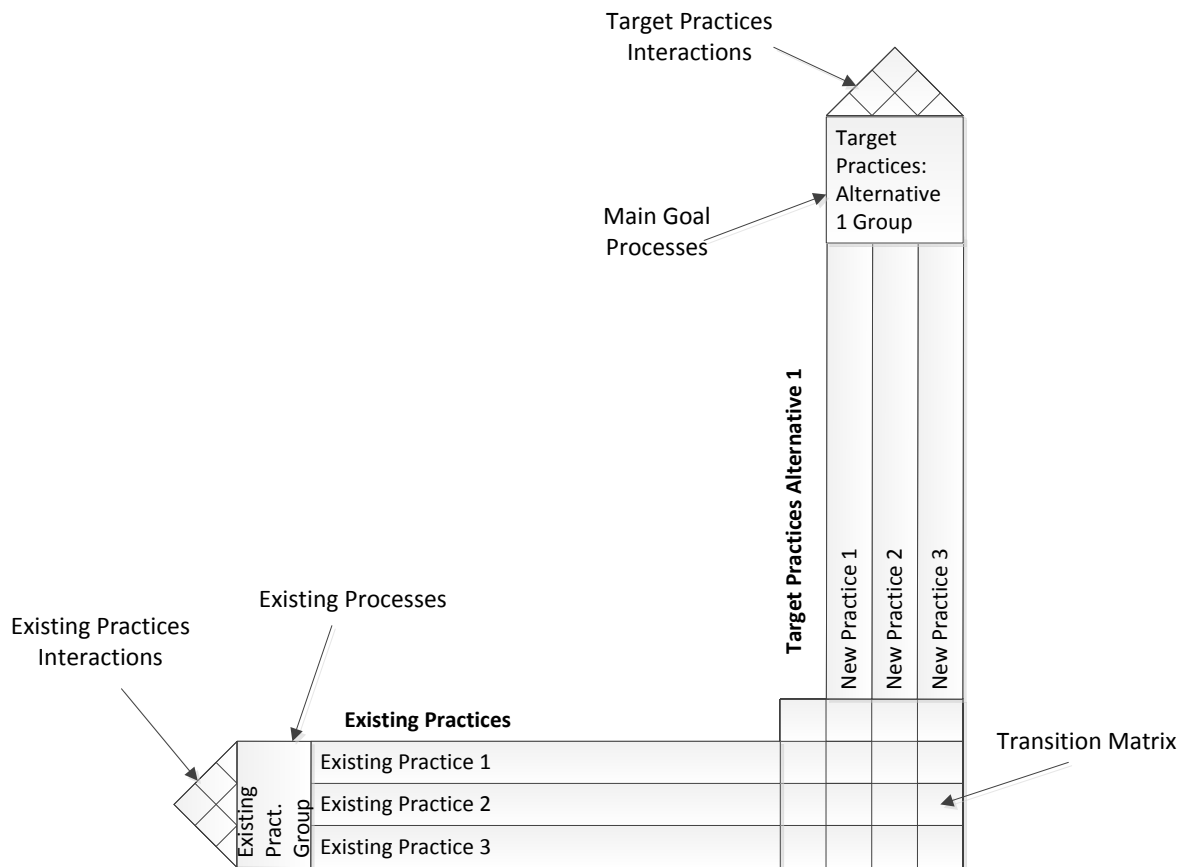 Target Practices
Interactions
Target
Practices:
Alternative
1 Group
Main Goal
Processes
Target Practices Alternative 1
New Practice 1
New Practice 2
New Practice 3
Existing Processes
Existing Practices
Interactions
Existing Practices
Transition Matrix
Existing
Pract.
Group
Existing Practice 1
Existing Practice 2
Existing Practice 3